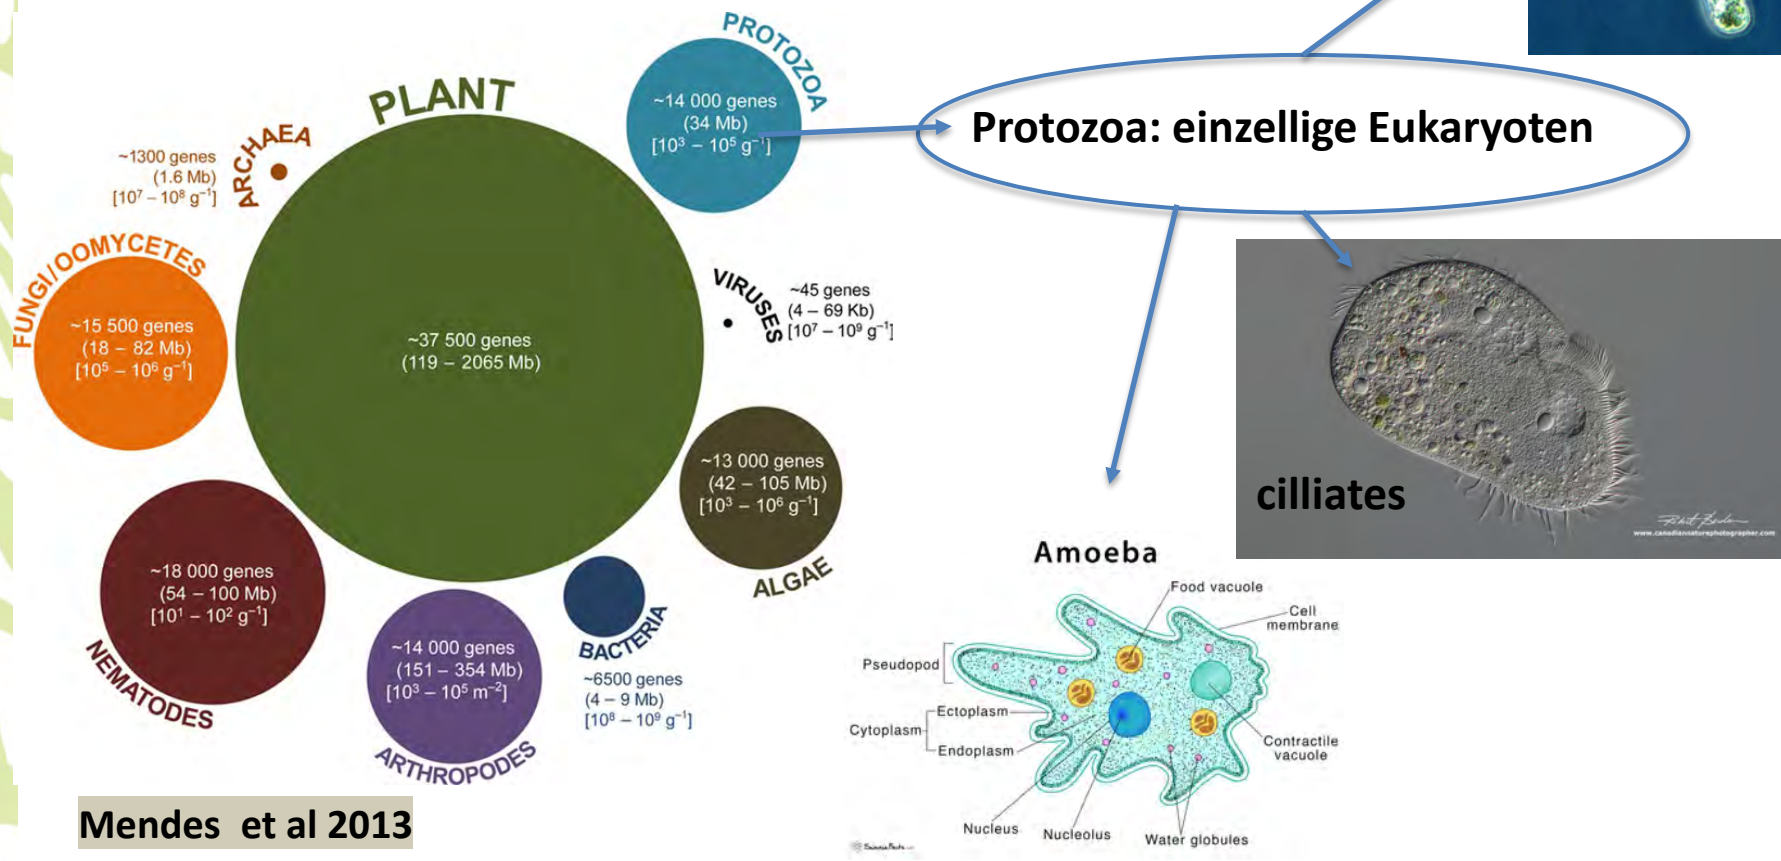 PROTOZOA
~14 000 genes
(34 Mb)
[10³ – 10⁵ g⁻¹]
PLANT
~37 500 genes
(119 – 2065 Mb)
ARCHAEA
~1300 genes
(1.6 Mb)
[10⁷ – 10⁸ g⁻¹]
FUNGI/OOMYCETES
~15 500 genes
(18 – 82 Mb)
[10⁵ – 10⁶ g⁻¹]
VIRUSES
~45 genes
(4 – 69 Kb)
[10⁷ – 10⁹ g⁻¹]
~13 000 genes
(42 – 105 Mb)
[10³ – 10⁶ g⁻¹]
ALGAE
~18 000 genes
(54 – 100 Mb)
[10¹ – 10² g⁻¹]
NEMATODES
~14 000 genes
(151 – 354 Mb)
[10³ – 10⁵ m⁻²]
ARTHROPODES
BACTERIA
~6500 genes
(4 – 9 Mb)
[10⁸ – 10⁹ g⁻¹]
Mendes et al 2013
Protozoa: einzellige Eukaryoten
cilliates
www.canadiannaturephotographer.com
Amoeba
Food vacuole
Cell
membrane
Pseudopod
Ectoplasm
Cytoplasm
Endoplasm
Contractile
vacuole
Nucleus
Nucleolus
Water globules